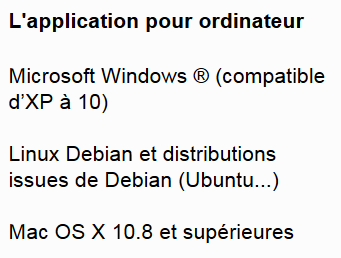 L'application pour ordinateur
Microsoft Windows ® (compatible
d’XP à 10)
Linux Debian et distributions
issues de Debian (Ubuntu...)
Mac OS X 10.8 et supérieures